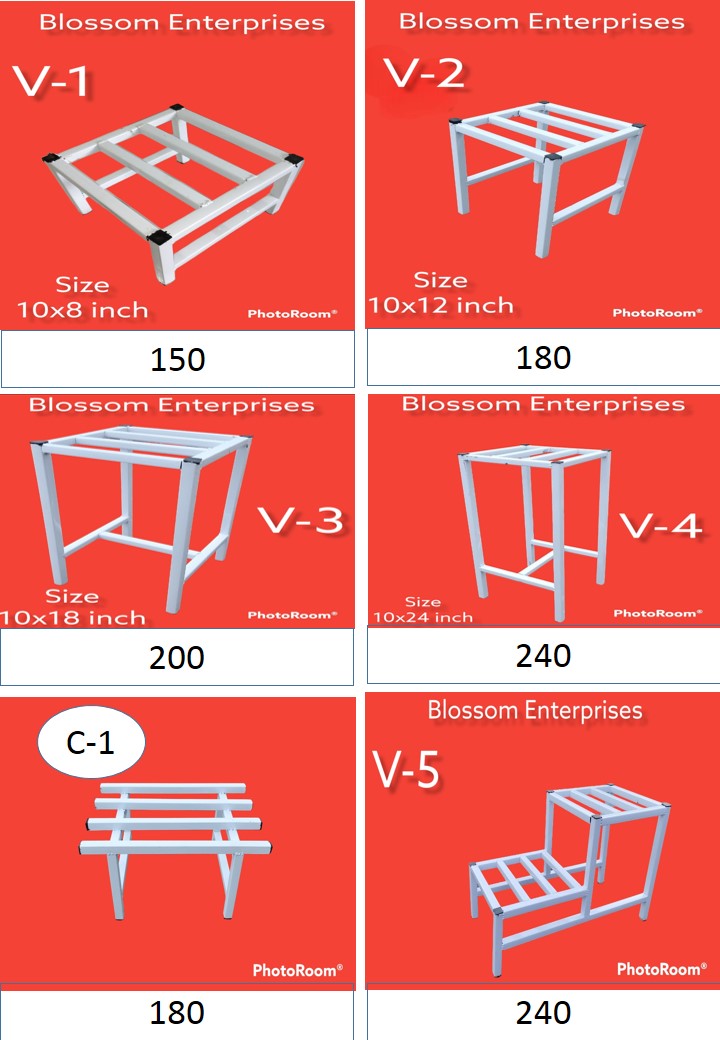 Blossom Enterprises
V-1
Size
10x8 inch
PhotoRoom®
150
Blossom Enterprises
V-2
Size
10x12 inch
PhotoRoom®
180
Blossom Enterprises
V-3
Size
10x18 inch
PhotoRoom®
200
Blossom Enterprises
V-4
Size
10x24 inch
PhotoRoom®
240
C-1
PhotoRoom®
180
Blossom Enterprises
V-5
PhotoRoom®
240